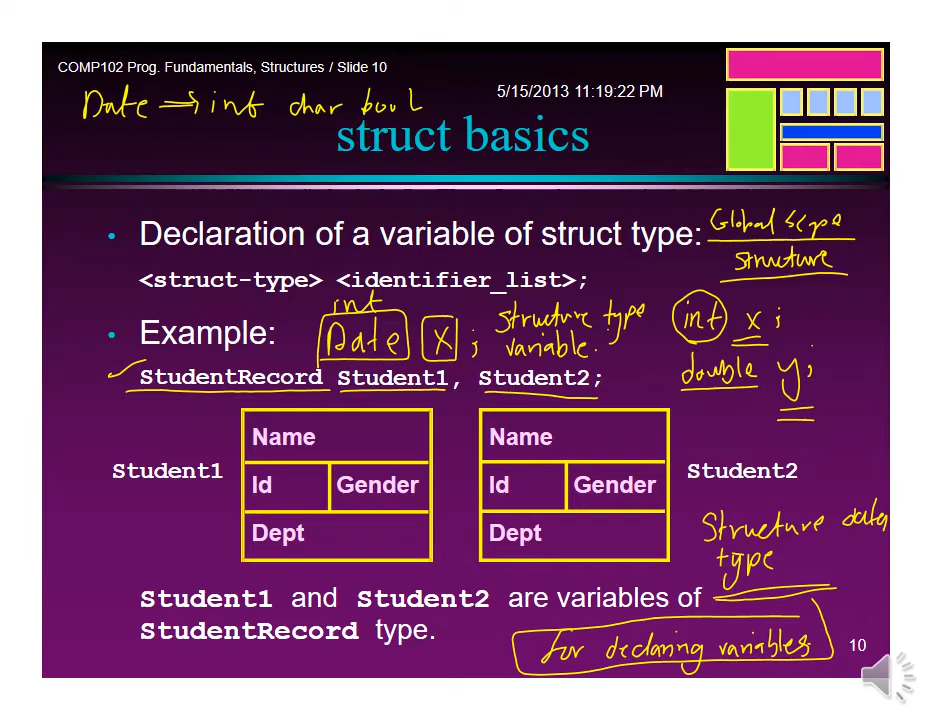 COMP102 Prog. Fundamentals, Structures / Slide 10
5/15/2013 11:19:22 PM
Date ⇒ int char bool
struct basics
• Declaration of a variable of struct type:
Global scope
structure
<struct-type> <identifier_list>;
int
• Example:
Date X ;
structure type
variable.
int x ;
double y;
StudentRecord Student1, Student2;
Student1
Name
Id Gender
Dept
Name
Id Gender
Dept
Student2
Structure data
type
Student1 and Student2 are variables of
StudentRecord type.
for declaring variables
10